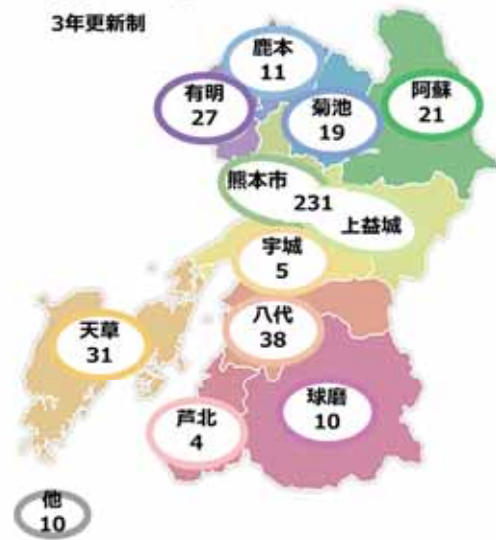 3年更新制
鹿本
11
有明
27
菊池
19
阿蘇
21
熊本市
231
上益城
宇城
5
天草
31
八代
38
芦北
4
球磨
10
他
10